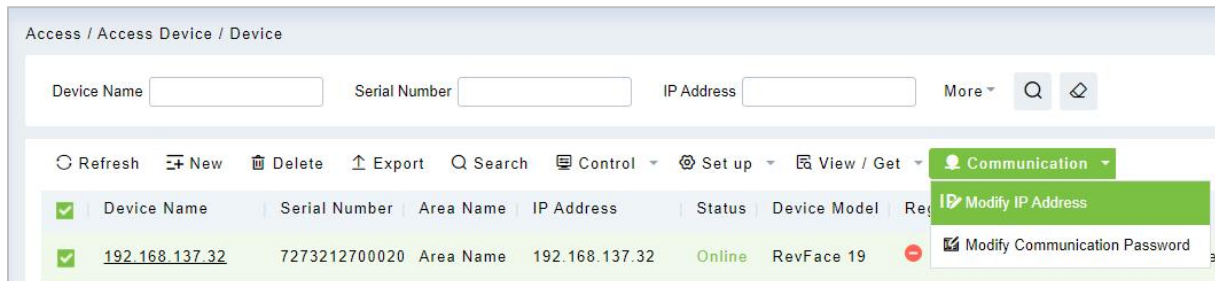 Access / Access Device / Device
Device Name Serial Number IP Address More
Refresh New Delete Export Search Control Set up View / Get Communication
Device Name Serial Number Area Name IP Address Status Device Model Reg Modify IP Address
192.168.137.32 7273212700020 Area Name 192.168.137.32 Online RevFace 19 Modify Communication Password